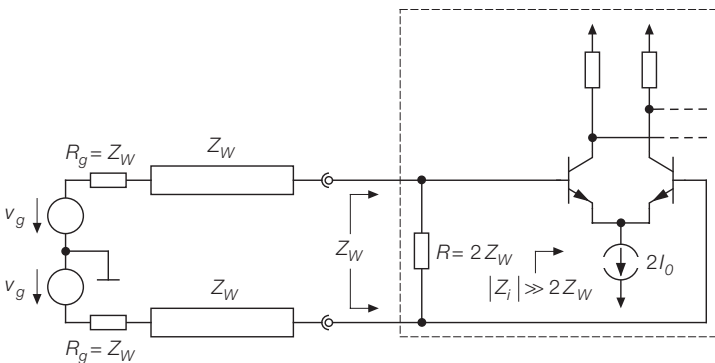 R_g = Z_W
Z_W
v_g
Z_W
R = 2 Z_W
|Z_i| ≫ 2 Z_W
2I_0
v_g
Z_W
R_g = Z_W